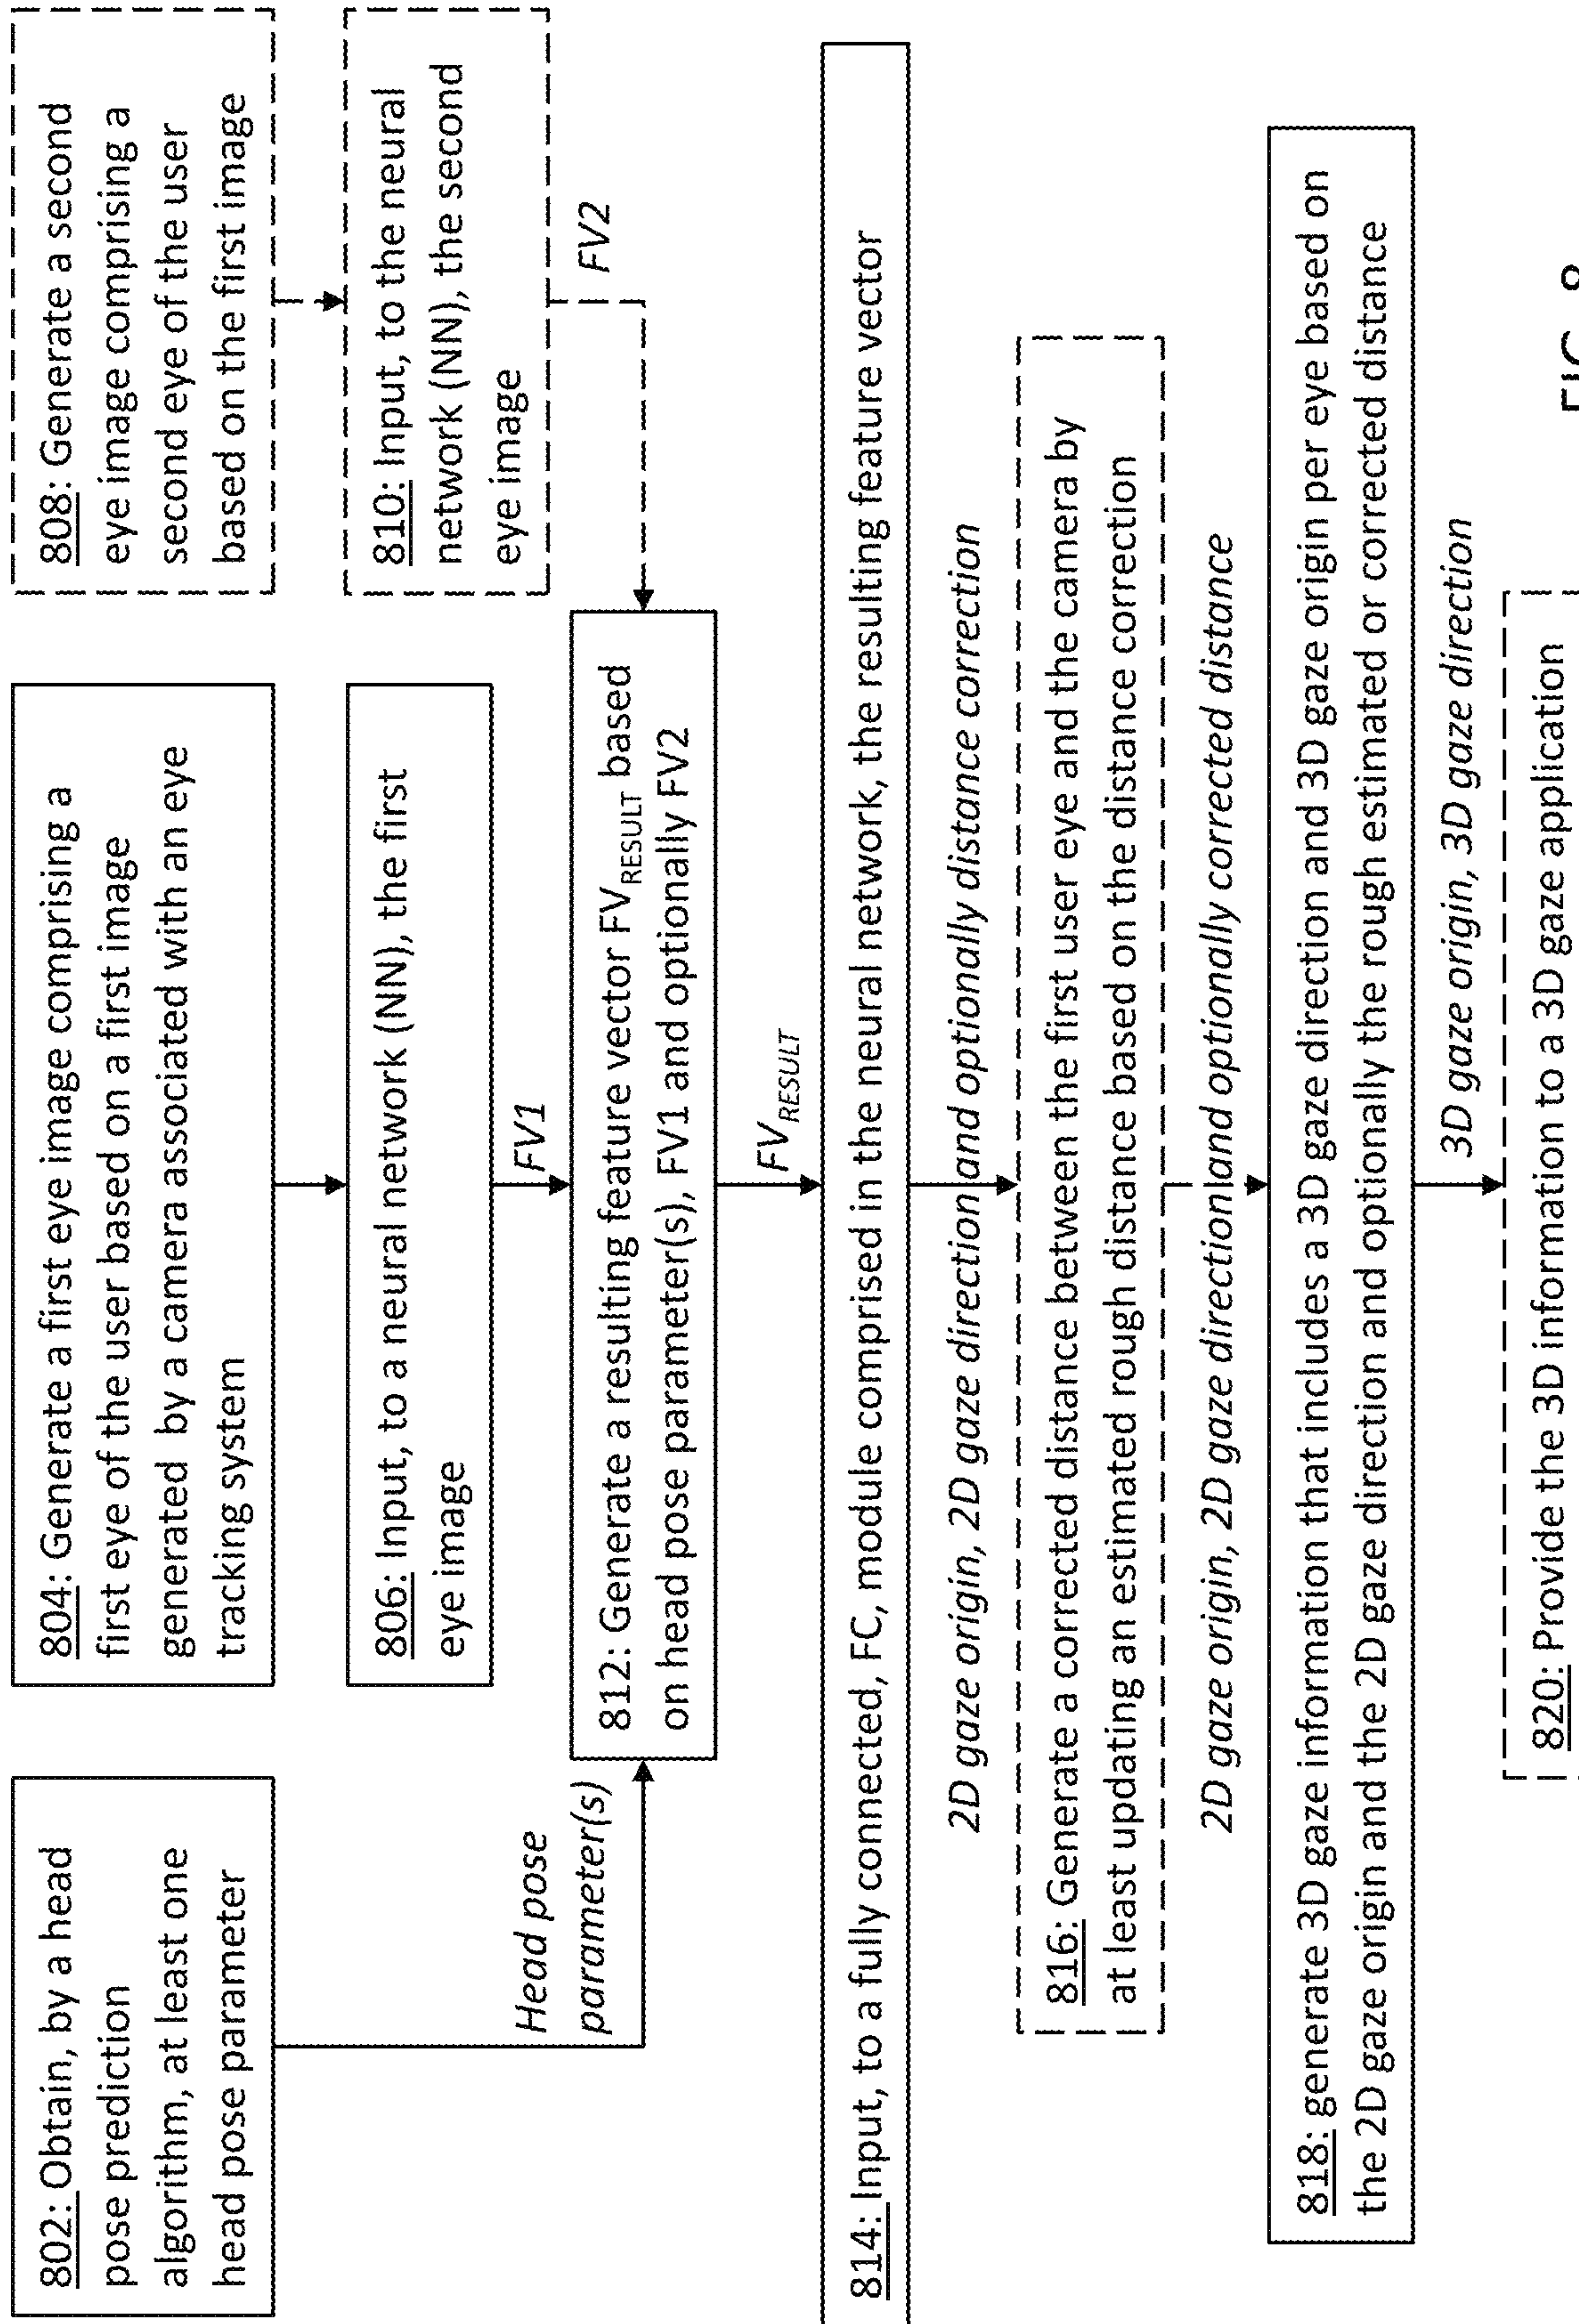 802: Obtain, by a head
pose prediction
algorithm, at least one
head pose parameter
804: Generate a first eye image comprising a
first eye of the user based on a first image
generated by a camera associated with an eye
tracking system
808: Generate a second
eye image comprising a
second eye of the user
based on the first image
806: Input, to a neural network (NN), the first
eye image
810: Input, to the neural
network (NN), the second
eye image
Head pose
parameter(s)
FV1
FV2
812: Generate a resulting feature vector FVRESULT based
on head pose parameter(s), FV1 and optionally FV2
FVRESULT
814: Input, to a fully connected, FC, module comprised in the neural network, the resulting feature vector
2D gaze origin, 2D gaze direction and optionally distance correction
816: Generate a corrected distance between the first user eye and the camera by
at least updating an estimated rough distance based on the distance correction
2D gaze origin, 2D gaze direction and optionally corrected distance
818: generate 3D gaze information that includes a 3D gaze direction and 3D gaze origin per eye based on
the 2D gaze origin and the 2D gaze direction and optionally the rough estimated or corrected distance
3D gaze origin, 3D gaze direction
820: Provide the 3D information to a 3D gaze application
FIG. 8